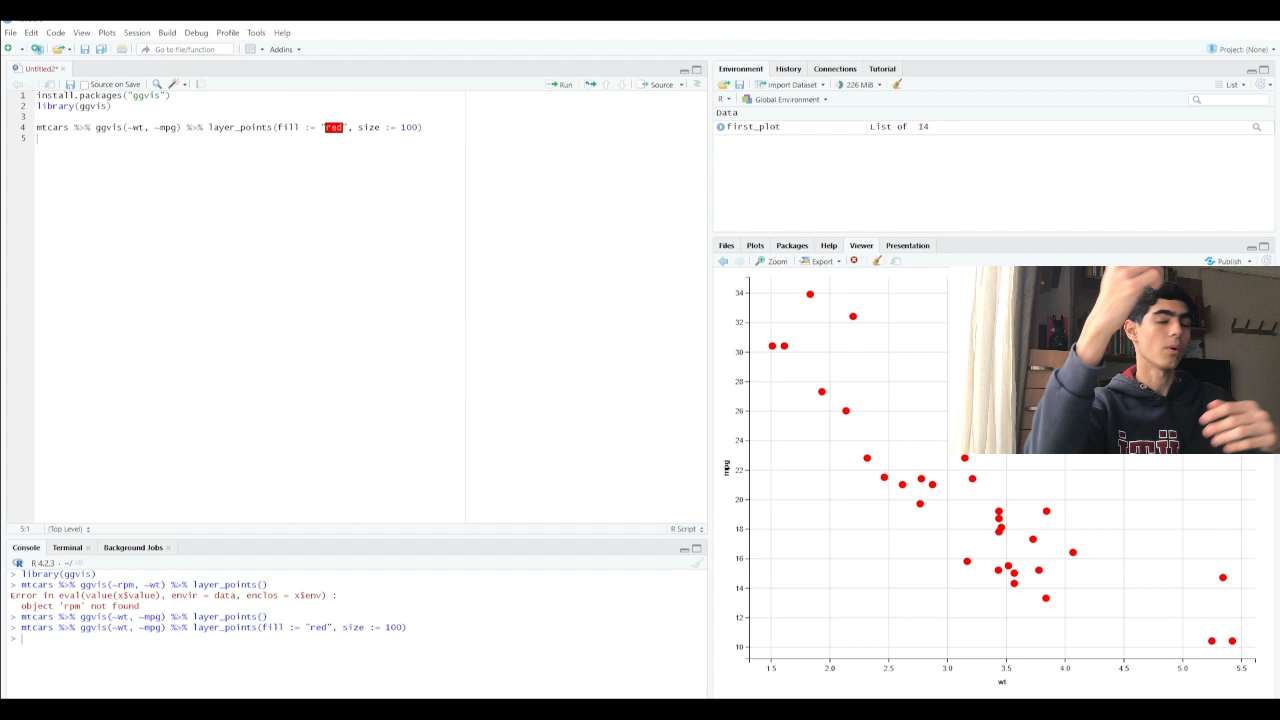 File Edit Code View Plots Session Build Debug Profile Tools Help
Go to file/function Addins Project: (None)
Untitled2* Source on Save Run Source
1 install.packages("ggvis")
2 library(ggvis)
3
4 mtcars %>% ggvis(~wt, ~mpg) %>% layer_points(fill := "red", size := 100)
5
5:1 (Top Level) R Script
Console Terminal Background Jobs
R 4.2.3 · ~/
> library(ggvis)
> mtcars %>% ggvis(~rpm, ~wt) %>% layer_points()
Error in eval(value(x$value), envir = data, enclos = x$env) :
object 'rpm' not found
> mtcars %>% ggvis(~wt, ~mpg) %>% layer_points()
> mtcars %>% ggvis(~wt, ~mpg) %>% layer_points(fill := "red", size := 100)
>
Environment History Connections Tutorial
Import Dataset 226 MiB List
R Global Environment
Data
first_plot List of 14
Files Plots Packages Help Viewer Presentation
Zoom Export Publish
34
32
30
28
26
24
22
20
18
16
14
12
10
mpg
1.5 2.0 2.5 3.0 3.5 4.0 4.5 5.0 5.5
wt